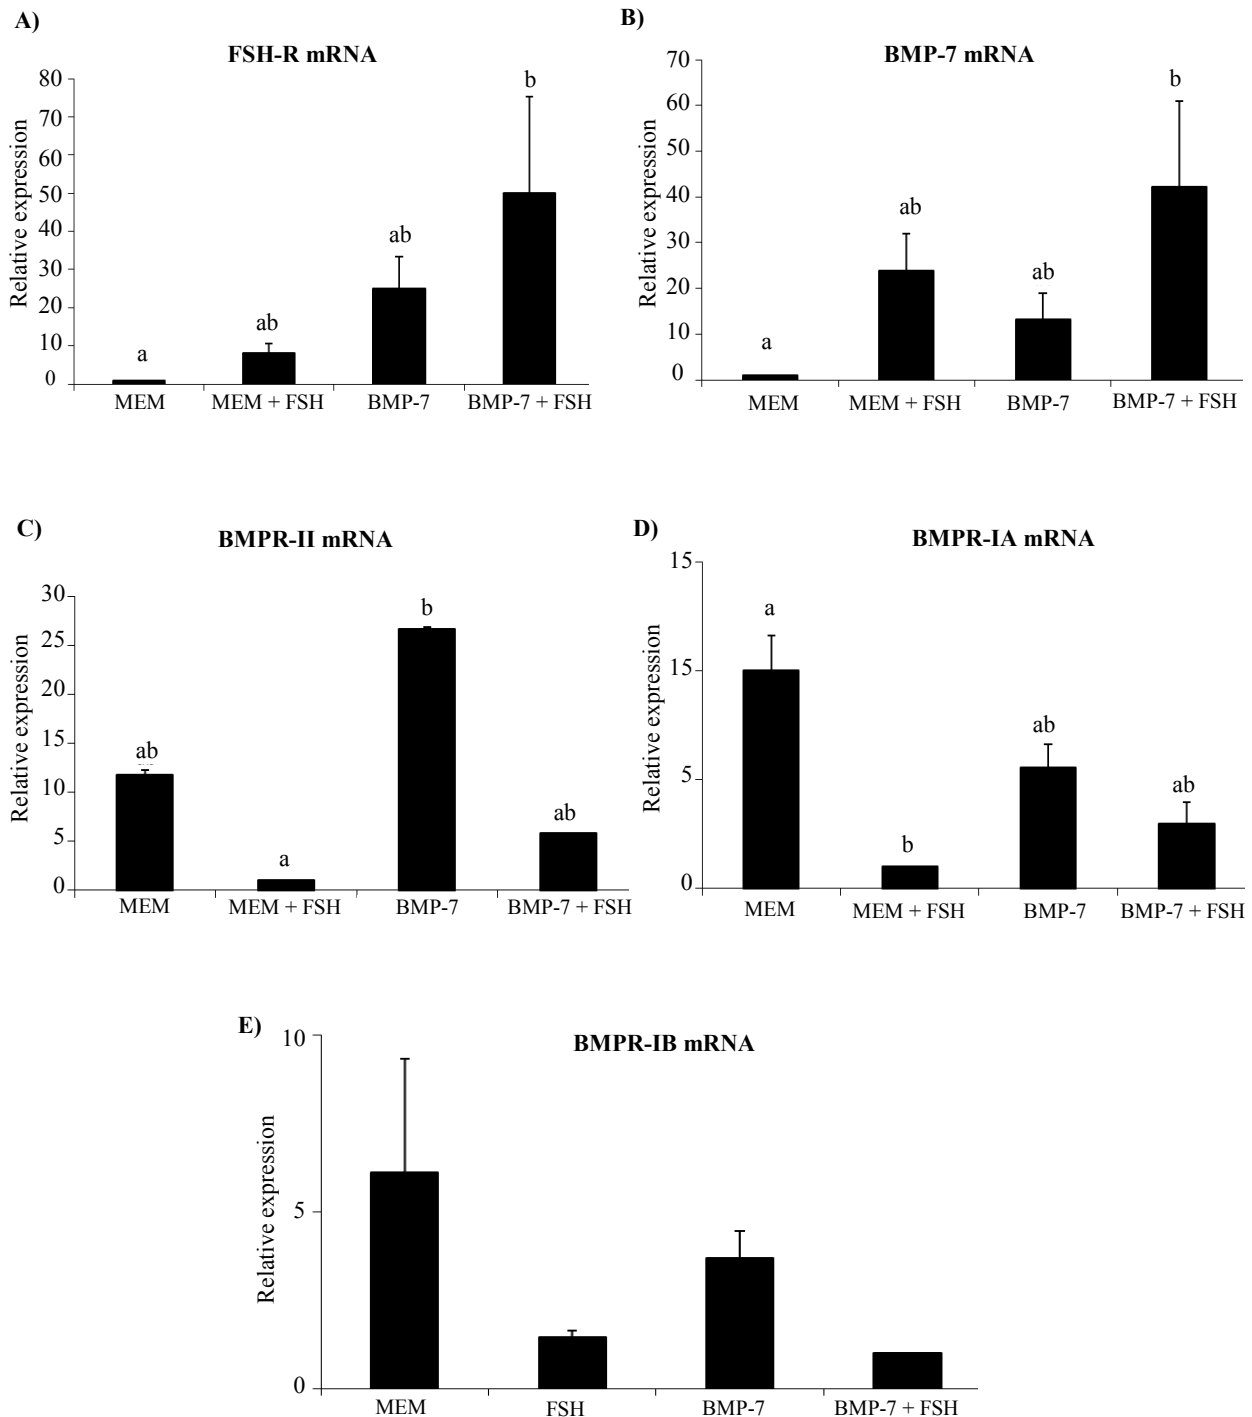 A)
FSH-R mRNA
Relative expression
80
70
60
50
40
30
20
10
0
a
ab
ab
b
MEM
MEM + FSH
BMP-7
BMP-7 + FSH
B)
BMP-7 mRNA
Relative expression
70
60
50
40
30
20
10
0
a
ab
ab
b
MEM
MEM + FSH
BMP-7
BMP-7 + FSH
C)
BMPR-II mRNA
Relative expression
30
25
20
15
10
5
0
ab
a
b
ab
MEM
MEM + FSH
BMP-7
BMP-7 + FSH
D)
BMPR-IA mRNA
Relative expression
15
15
5
0
a
b
ab
ab
MEM
MEM + FSH
BMP-7
BMP-7 + FSH
E)
BMPR-IB mRNA
Relative expression
10
5
0
MEM
FSH
BMP-7
BMP-7 + FSH